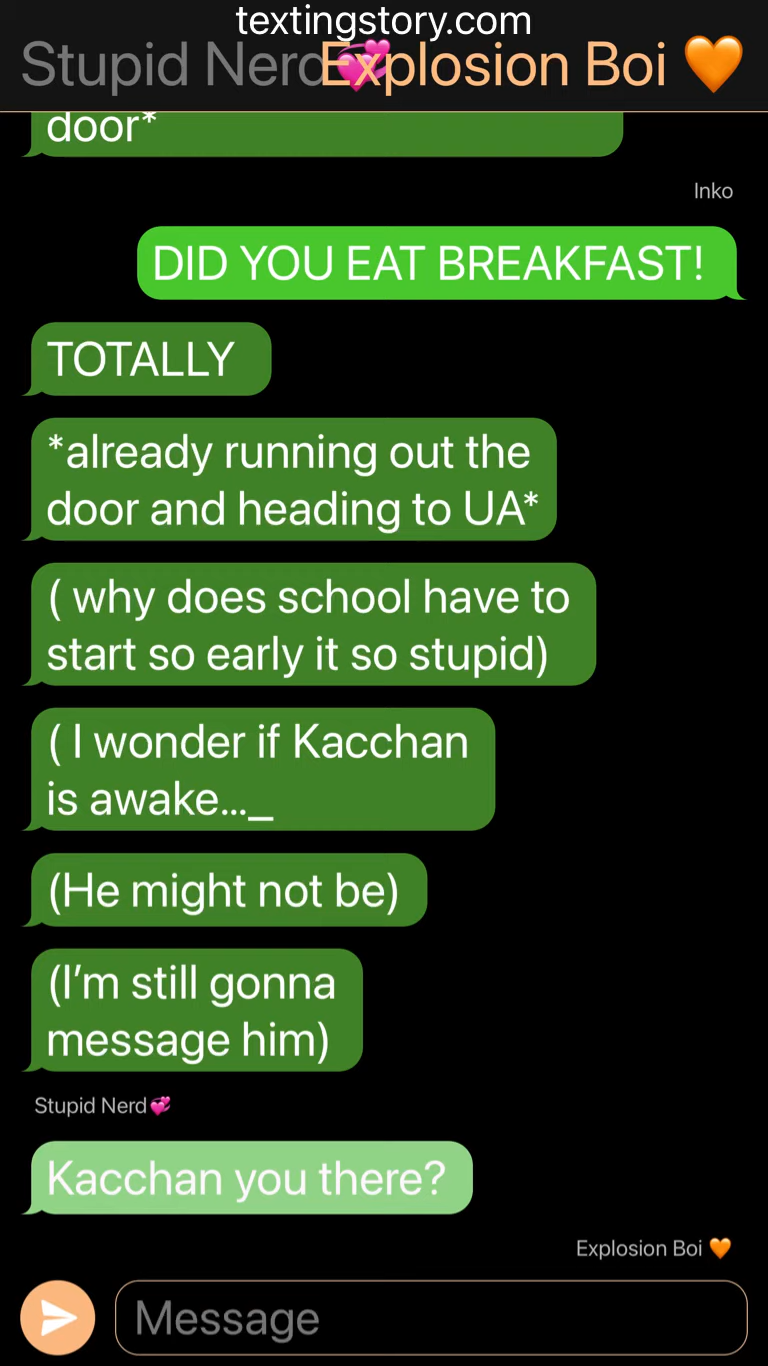 textingstory.com
Stupid Nerd💞Explosion Boi 🧡
door*
Inko
DID YOU EAT BREAKFAST!
TOTALLY
*already running out the
door and heading to UA*
( why does school have to
start so early it so stupid)
( I wonder if Kacchan
is awake..._
(He might not be)
(I’m still gonna
message him)
Stupid Nerd💞
Kacchan you there?
Explosion Boi 🧡
Message